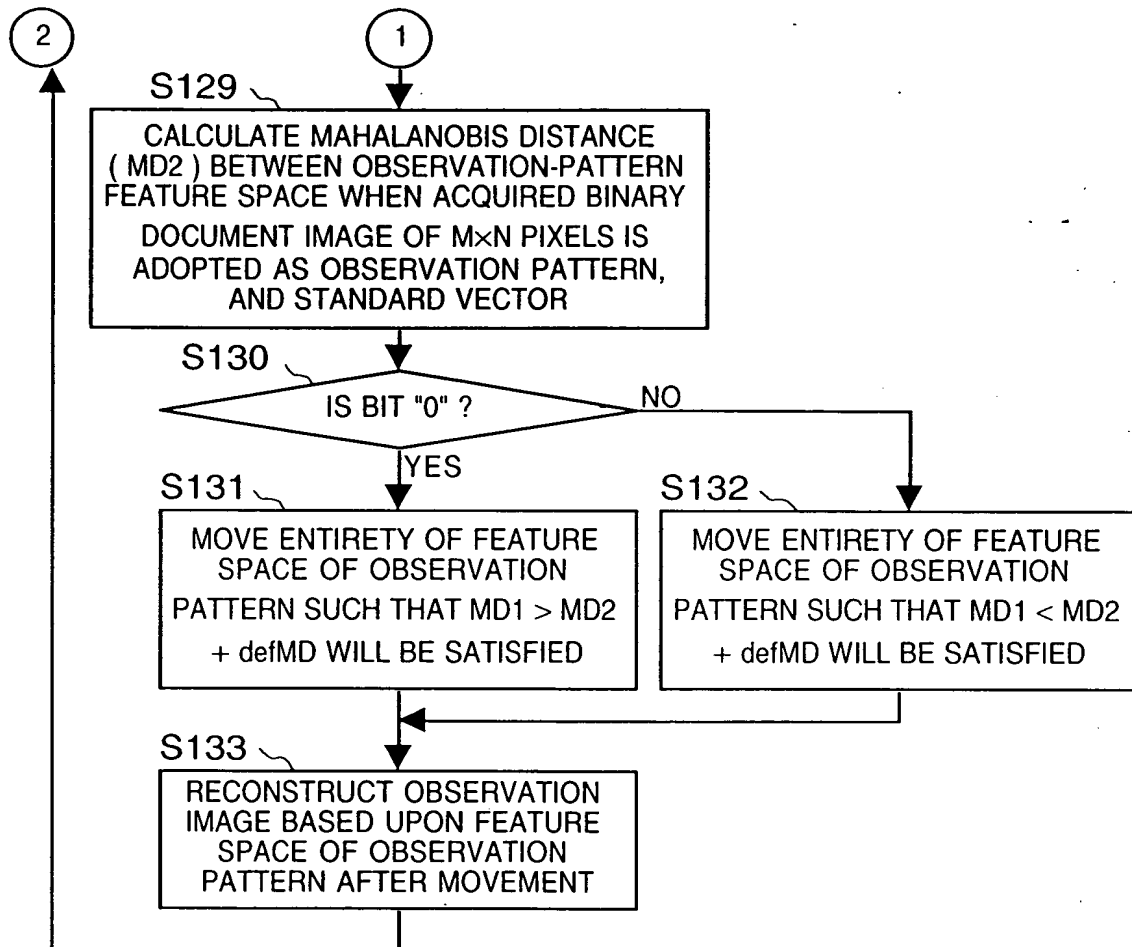 2
1
S129
CALCULATE MAHALANOBIS DISTANCE
( MD2 ) BETWEEN OBSERVATION-PATTERN
FEATURE SPACE WHEN ACQUIRED BINARY
DOCUMENT IMAGE OF M×N PIXELS IS
ADOPTED AS OBSERVATION PATTERN,
AND STANDARD VECTOR
S130
IS BIT "0" ?
NO
YES
S131
MOVE ENTIRETY OF FEATURE
SPACE OF OBSERVATION
PATTERN SUCH THAT MD1 > MD2
+ defMD WILL BE SATISFIED
S132
MOVE ENTIRETY OF FEATURE
SPACE OF OBSERVATION
PATTERN SUCH THAT MD1 < MD2
+ defMD WILL BE SATISFIED
S133
RECONSTRUCT OBSERVATION
IMAGE BASED UPON FEATURE
SPACE OF OBSERVATION
PATTERN AFTER MOVEMENT